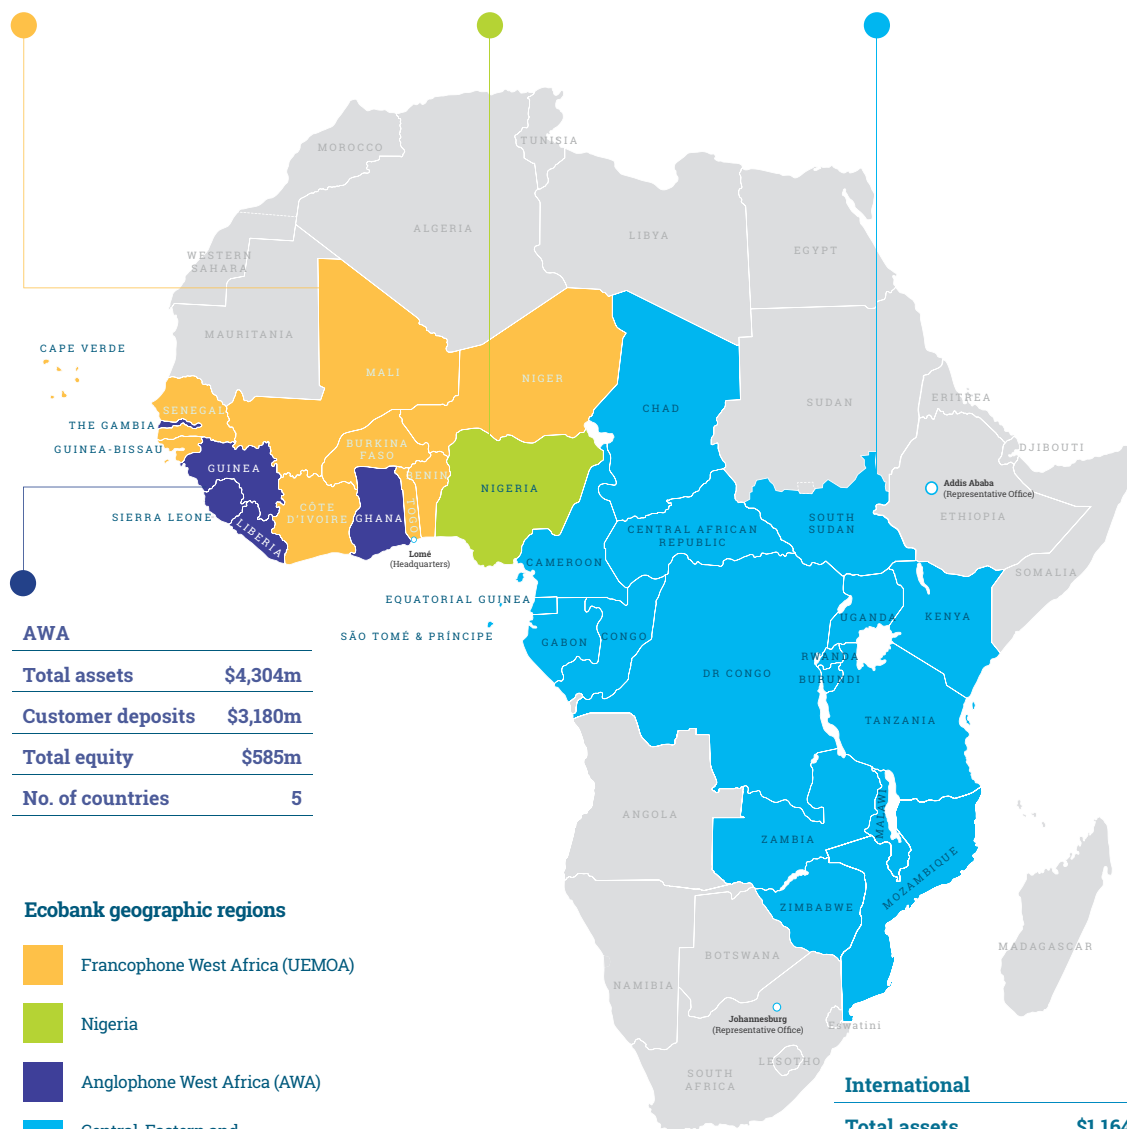 MOROCCO
TUNISIA
ALGERIA
LIBYA
EGYPT
WESTERN
SAHARA
MAURITANIA
CAPE VERDE
MALI
NIGER
CHAD
SUDAN
ERITREA
SENEGAL
THE GAMBIA
GUINEA-BISSAU
BURKINA
FASO
DJIBOUTI
GUINEA
BENIN
NIGERIA
Addis Ababa
(Representative Office)
ETHIOPIA
SIERRA LEONE
LIBERIA
CÔTE
D'IVOIRE
GHANA
TOGO
SOUTH
SUDAN
CENTRAL AFRICAN
REPUBLIC
Lomé
(Headquarters)
CAMEROON
SOMALIA
EQUATORIAL GUINEA
SÃO TOMÉ & PRÍNCIPE
GABON
CONGO
UGANDA
KENYA
RWANDA
BURUNDI
DR CONGO
TANZANIA
AWA
Total assets $4,304m
Customer deposits $3,180m
Total equity $585m
No. of countries 5
ANGOLA
ZAMBIA
MALAWI
MOZAMBIQUE
ZIMBABWE
MADAGASCAR
BOTSWANA
NAMIBIA
Johannesburg
(Representative Office)
Eswatini
LESOTHO
SOUTH
AFRICA
Ecobank geographic regions
Francophone West Africa (UEMOA)
Nigeria
Anglophone West Africa (AWA)
Central, Eastern and
International
Total assets $1,164